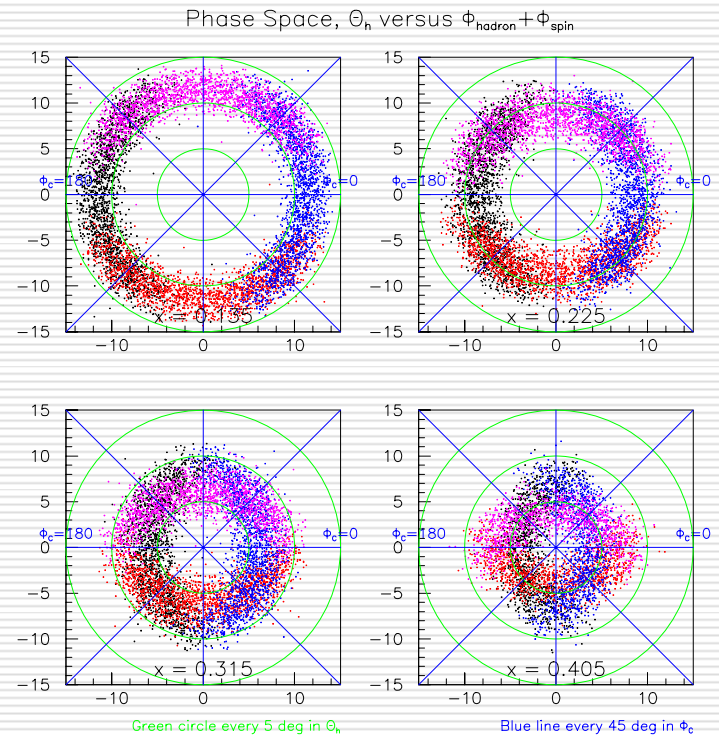 Phase Space, Θh versus Φhadron+Φspin
15
10
5
0
−5
−10
−15
−10 0 10
Φc=180
Φc=0
x = 0.135
15
10
5
0
−5
−10
−15
−10 0 10
Φc=180
Φc=0
x = 0.225
15
10
5
0
−5
−10
−15
−10 0 10
Φc=180
Φc=0
x = 0.315
15
10
5
0
−5
−10
−15
−10 0 10
Φc=180
Φc=0
x = 0.405
Green circle every 5 deg in Θh
Blue line every 45 deg in Φc